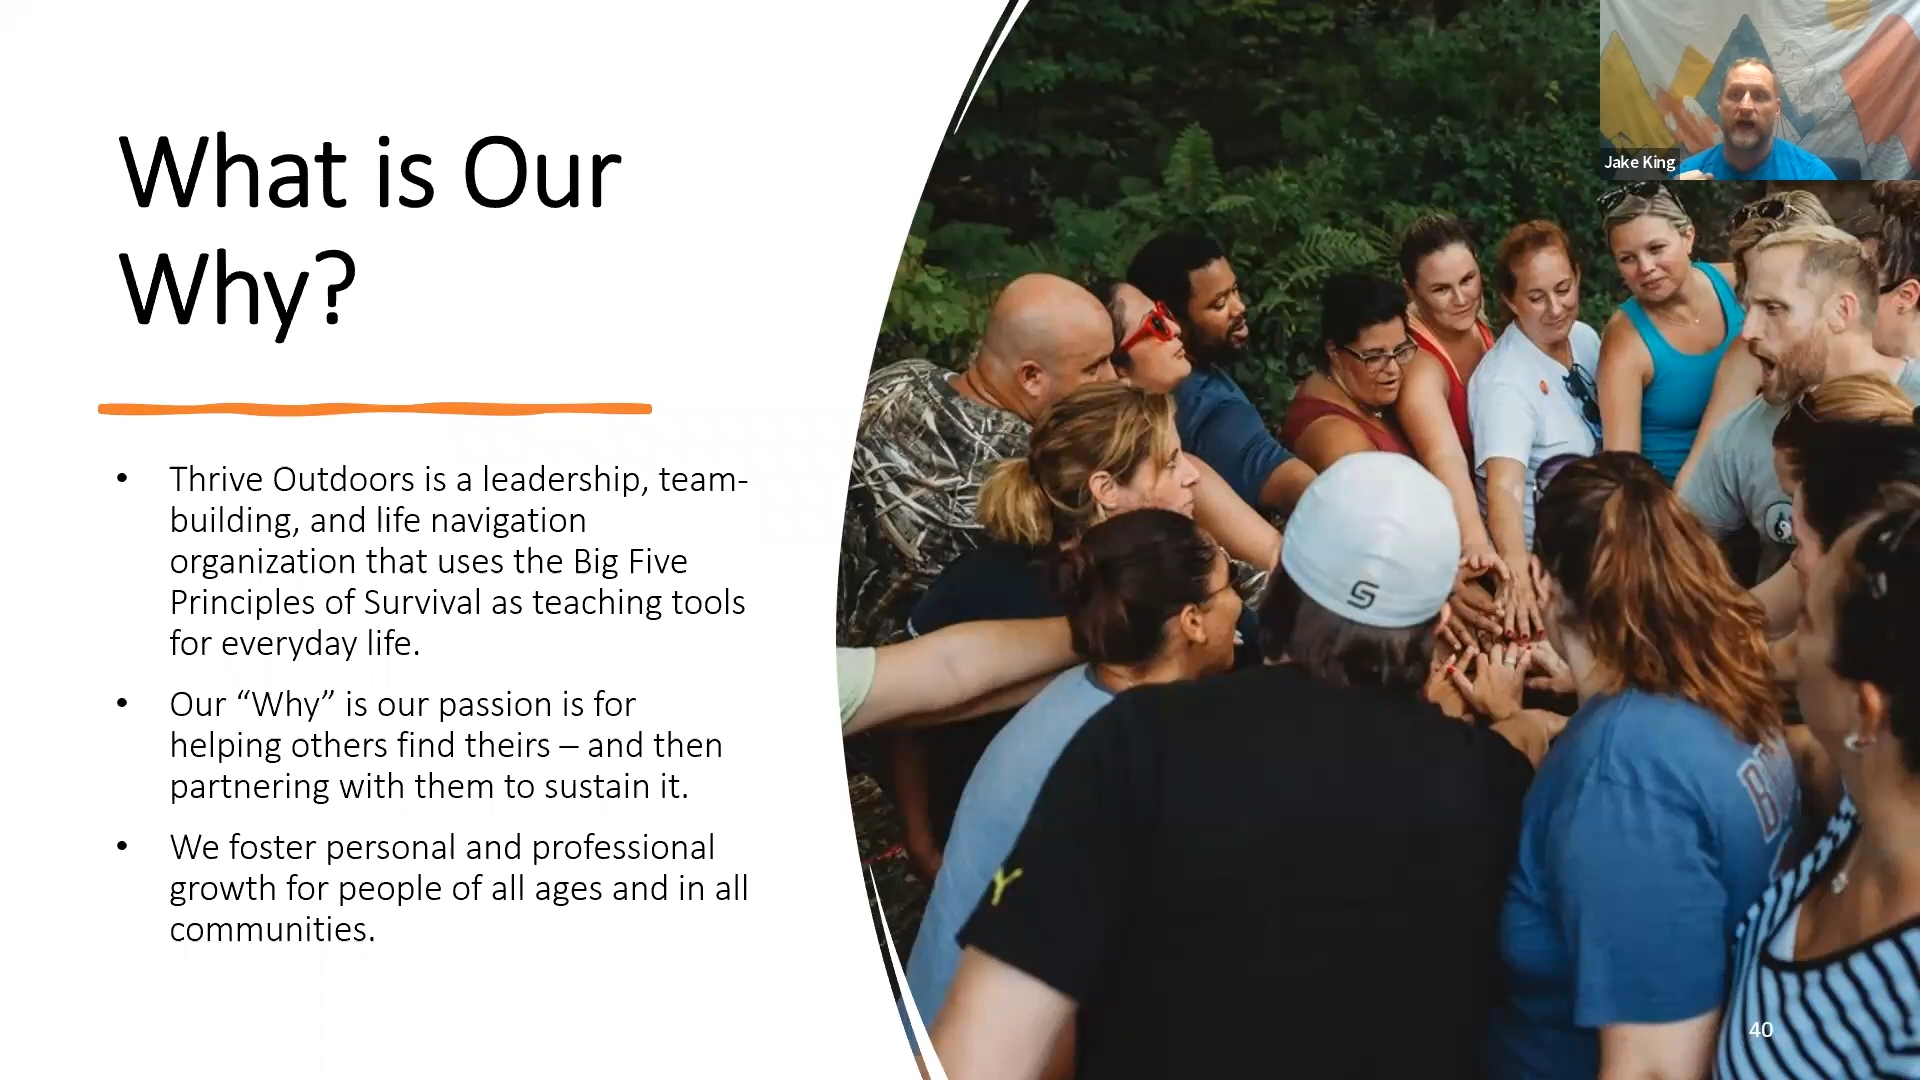 What is Our
Why?
• Thrive Outdoors is a leadership, team-
building, and life navigation
organization that uses the Big Five
Principles of Survival as teaching tools
for everyday life.
• Our “Why” is our passion is for
helping others find theirs – and then
partnering with them to sustain it.
• We foster personal and professional
growth for people of all ages and in all
communities.
Jake King
40